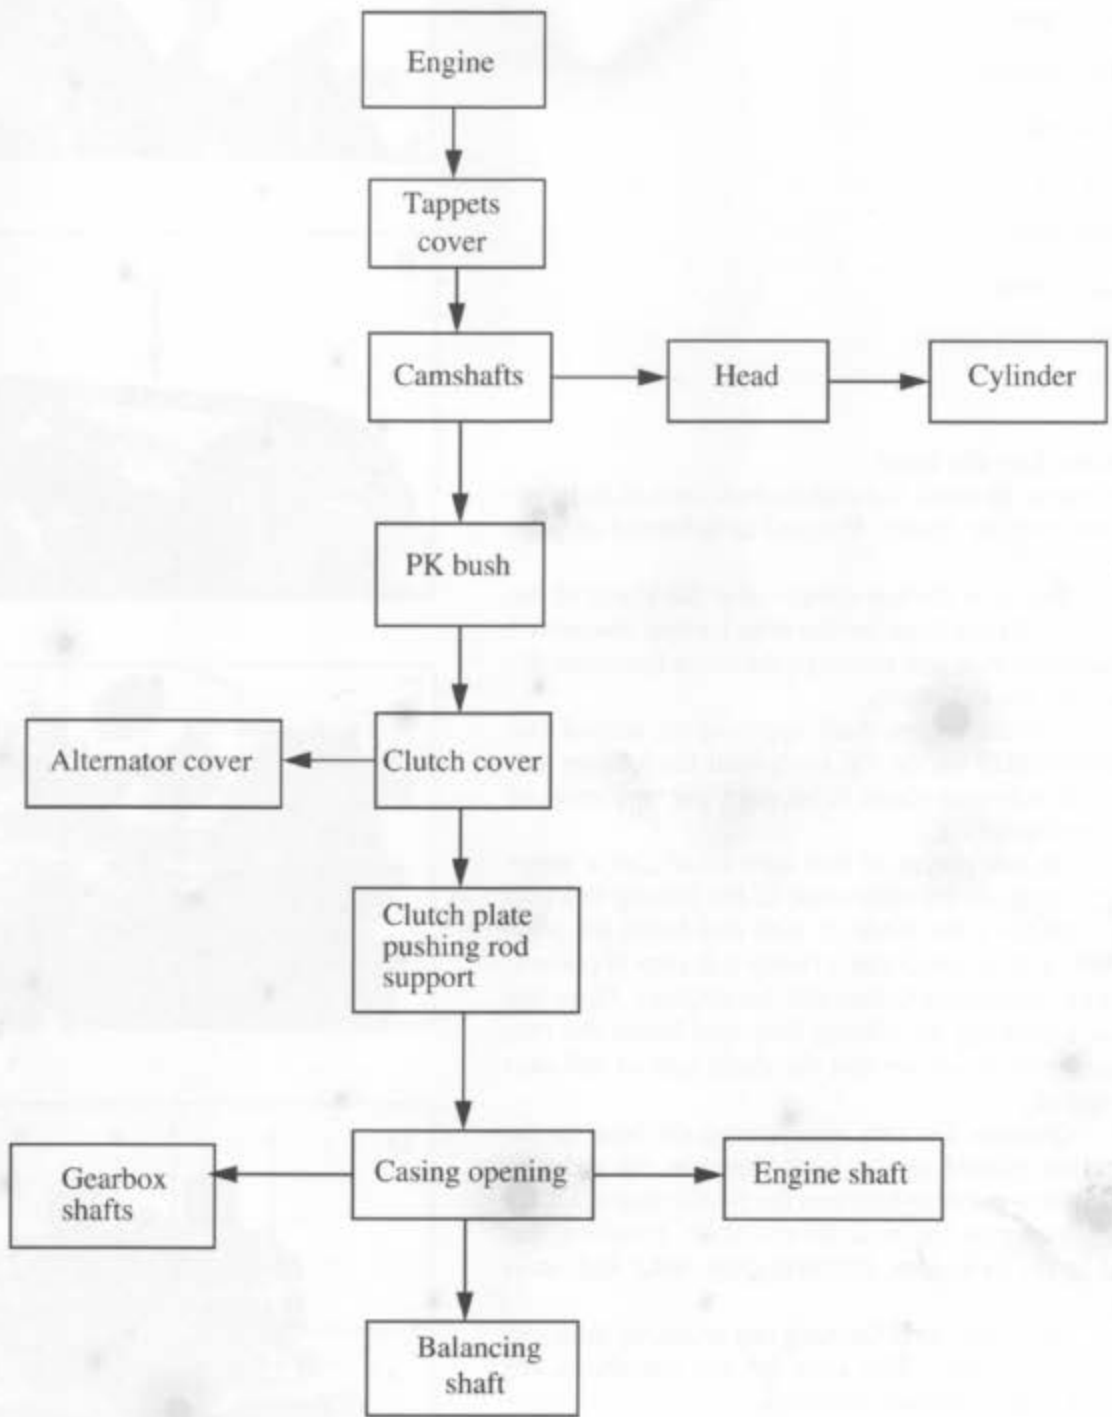 Engine
Tappets
cover
Camshafts
Head
Cylinder
PK bush
Alternator cover
Clutch cover
Clutch plate
pushing rod
support
Gearbox
shafts
Casing opening
Engine shaft
Balancing
shaft